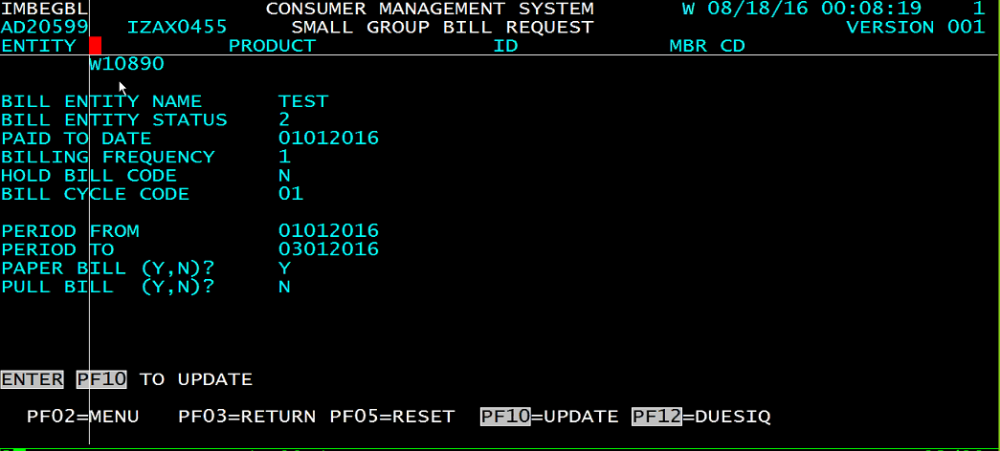 IMBEGBL CONSUMER MANAGEMENT SYSTEM W 08/18/16 00:08:19 1
AD20599 IZAX0455 SMALL GROUP BILL REQUEST VERSION 001
ENTITY PRODUCT ID MBR CD
W10890
BILL ENTITY NAME TEST
BILL ENTITY STATUS 2
PAID TO DATE 01012016
BILLING FREQUENCY 1
HOLD BILL CODE N
BILL CYCLE CODE 01
PERIOD FROM 01012016
PERIOD TO 03012016
PAPER BILL (Y,N)? Y
PULL BILL (Y,N)? N
ENTER PF10 TO UPDATE
PF02=MENU PF03=RETURN PF05=RESET PF10=UPDATE PF12=DUESIQ